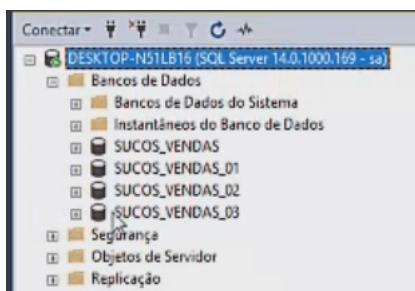 Conectar
DESKTOP-N51LB16 (SQL Server 14.0.1000.169 - sa)
Bancos de Dados
Bancos de Dados do Sistema
Instantâneos do Banco de Dados
SUCOS_VENDAS
SUCOS_VENDAS_01
SUCOS_VENDAS_02
SUCOS_VENDAS_03
Segurança
Objetos de Servidor
Replicação